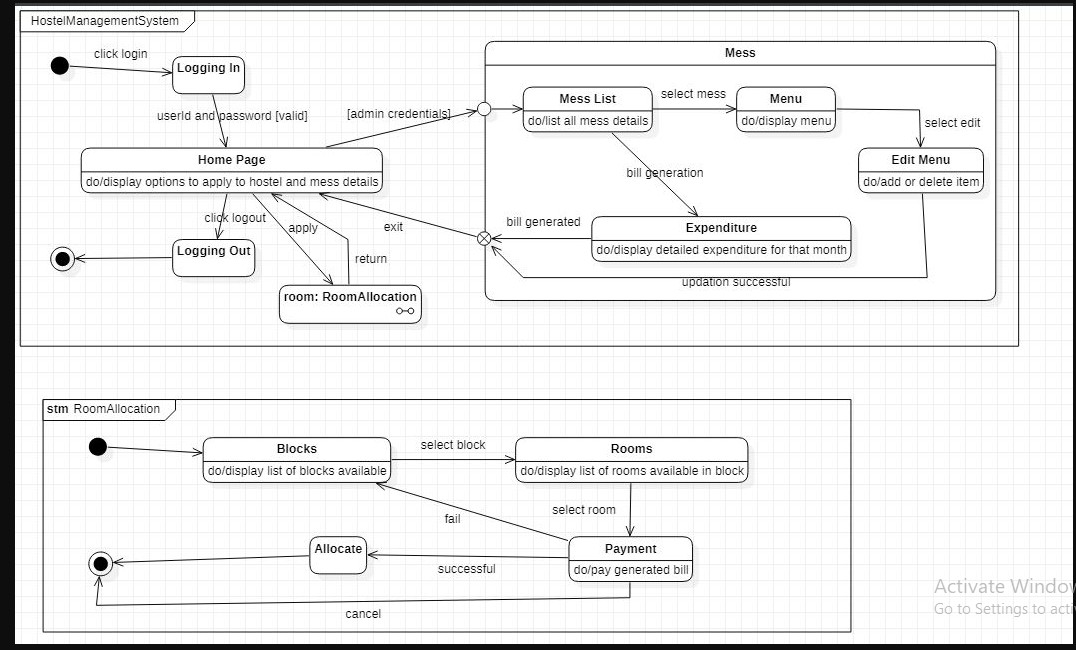 HostelManagementSystem
click login
Logging In
userId and password [valid]
[admin credentials]
Home Page
do/display options to apply to hostel and mess details
click logout
apply
exit
return
Logging Out
room: RoomAllocation
Mess
Mess List
do/list all mess details
select mess
Menu
do/display menu
select edit
Edit Menu
do/add or delete item
bill generation
bill generated
Expenditure
do/display detailed expenditure for that month
updation successful
stm RoomAllocation
Blocks
do/display list of blocks available
select block
Rooms
do/display list of rooms available in block
select room
fail
Allocate
successful
Payment
do/pay generated bill
cancel
Activate Window
Go to Settings to acti